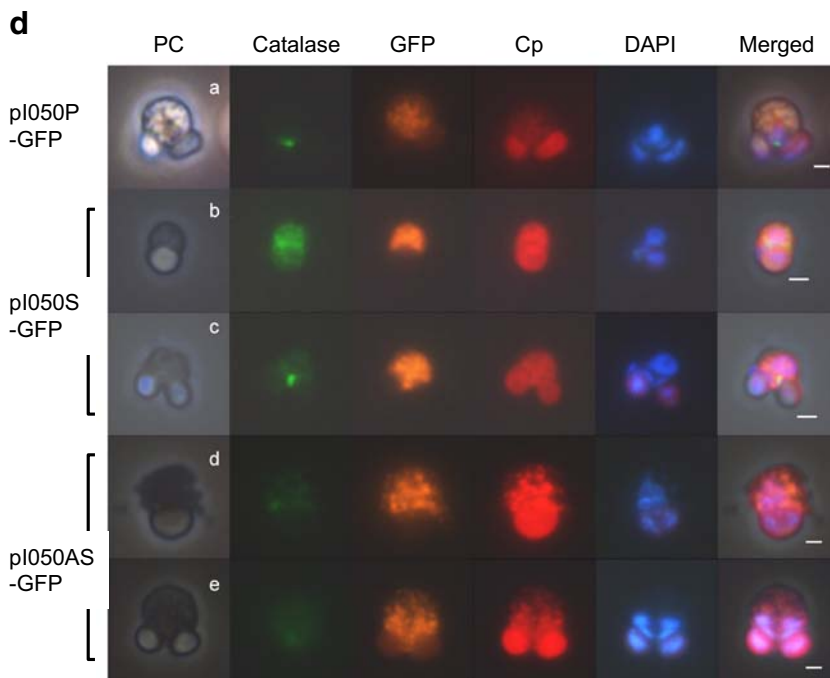 d
PC Catalase GFP Cp DAPI Merged
pI050P
-GFP
a
b
pI050S
-GFP
c
d
pI050AS
-GFP
e